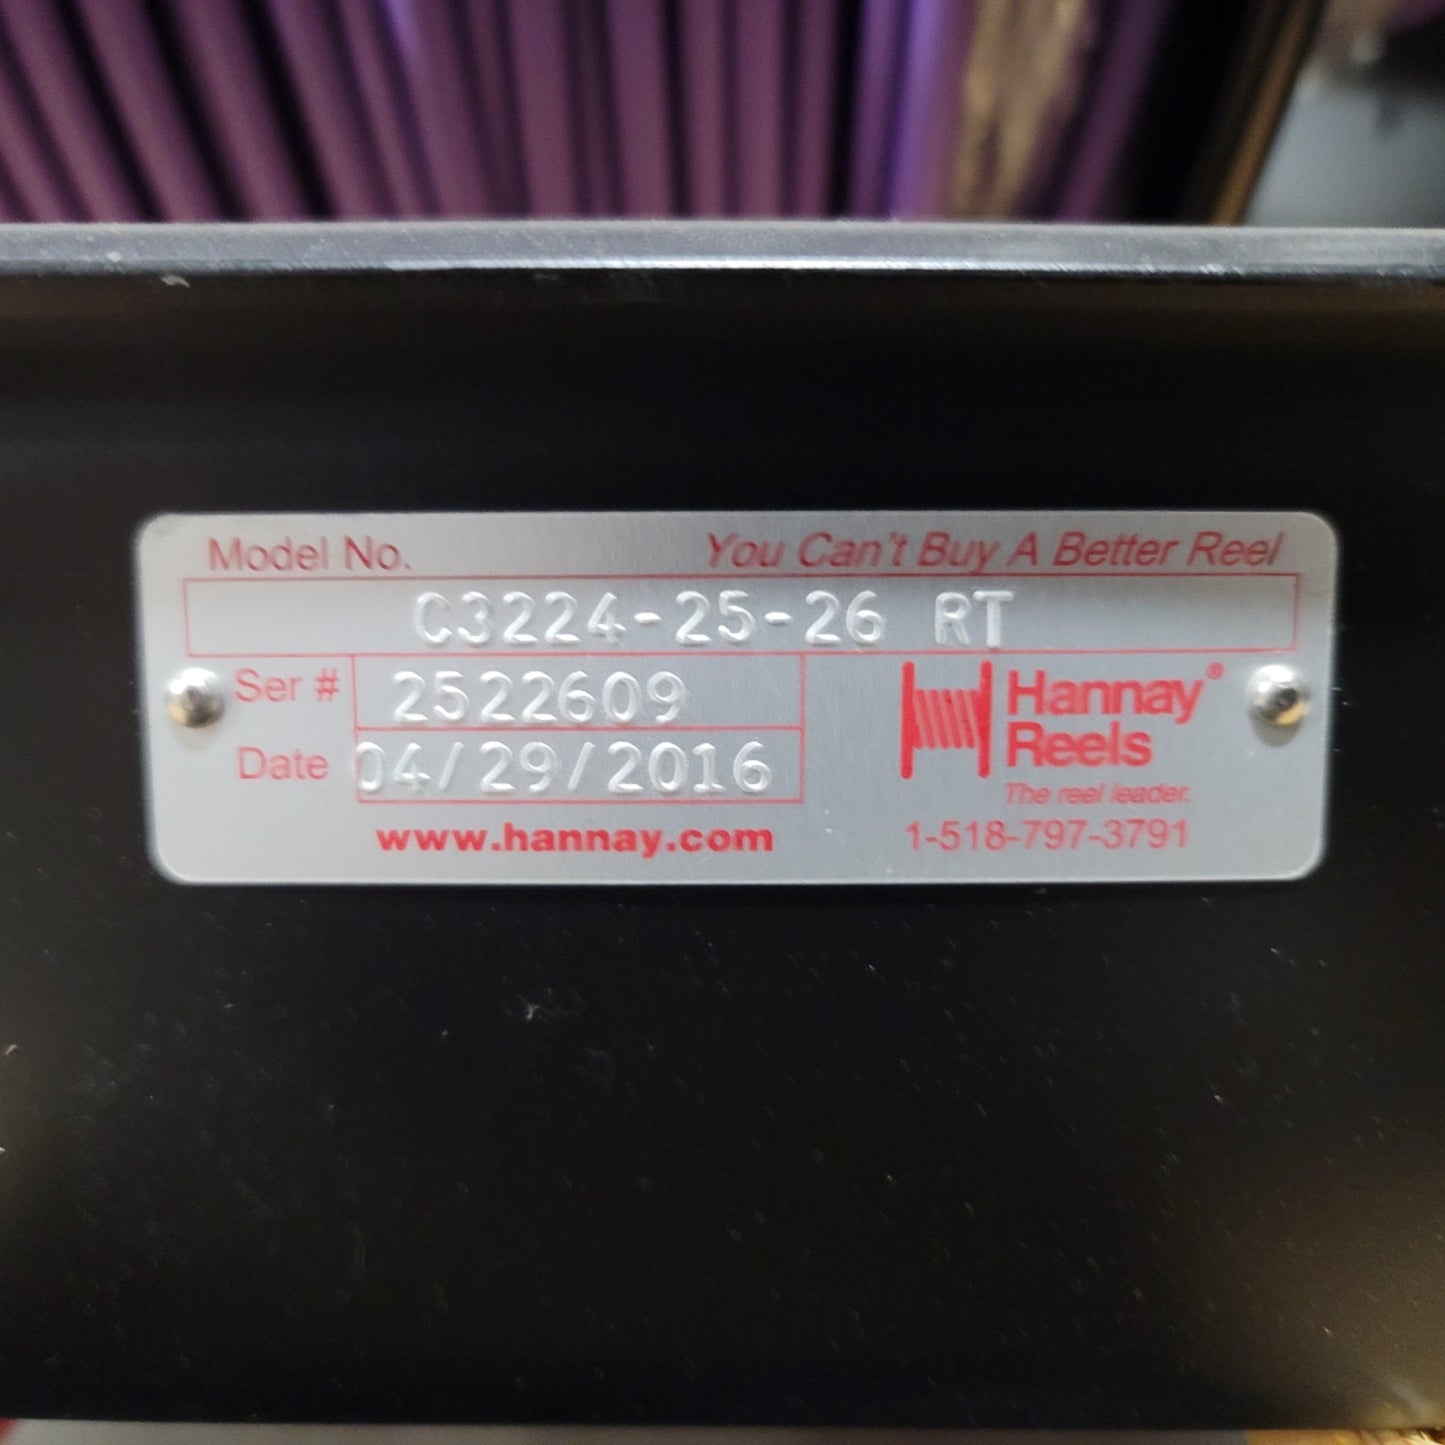 Model No. You Can't Buy A Better Reel
C3224-25-26 RT
Ser # 2522609
Date 04/29/2016
www.hannay.com
Hannay®
Reels
The reel leader.
1-518-797-3791